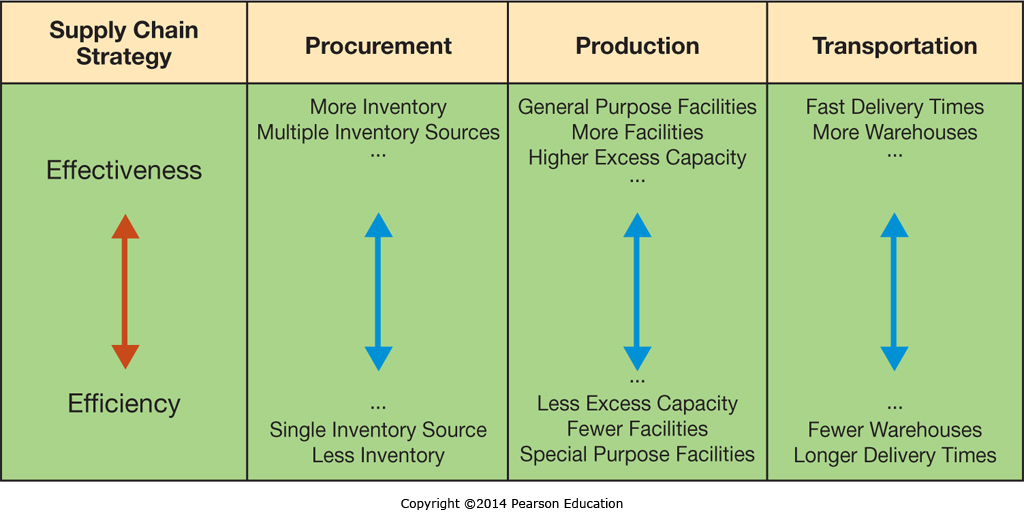 Supply Chain
Strategy
Procurement
Production
Transportation
Effectiveness
Efficiency
More Inventory
Multiple Inventory Sources
...
...
Single Inventory Source
Less Inventory
General Purpose Facilities
More Facilities
Higher Excess Capacity
...
...
Less Excess Capacity
Fewer Facilities
Special Purpose Facilities
Fast Delivery Times
More Warehouses
...
...
Fewer Warehouses
Longer Delivery Times
Copyright ©2014 Pearson Education